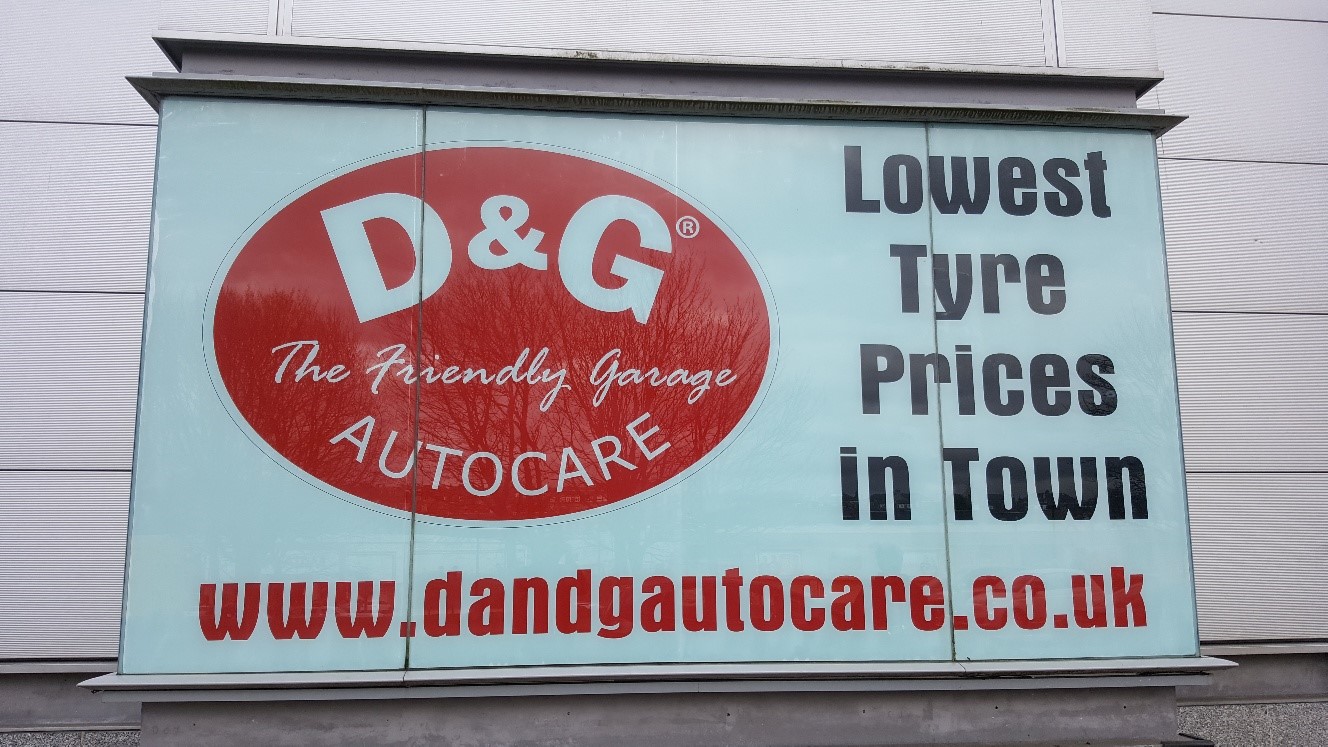 D&G®
The Friendly Garage
AUTOCARE
Lowest
Tyre
Prices
in Town
www.dandgautocare.co.uk